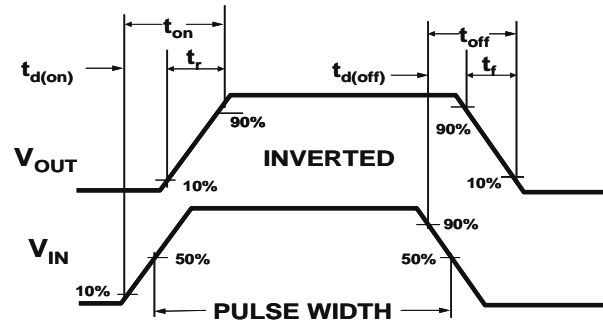 t_on t_off
t_d(on) t_r t_d(off) t_f
90% 90%
V_OUT INVERTED
10% 10%
90%
V_IN 50% 50%
10%
PULSE WIDTH